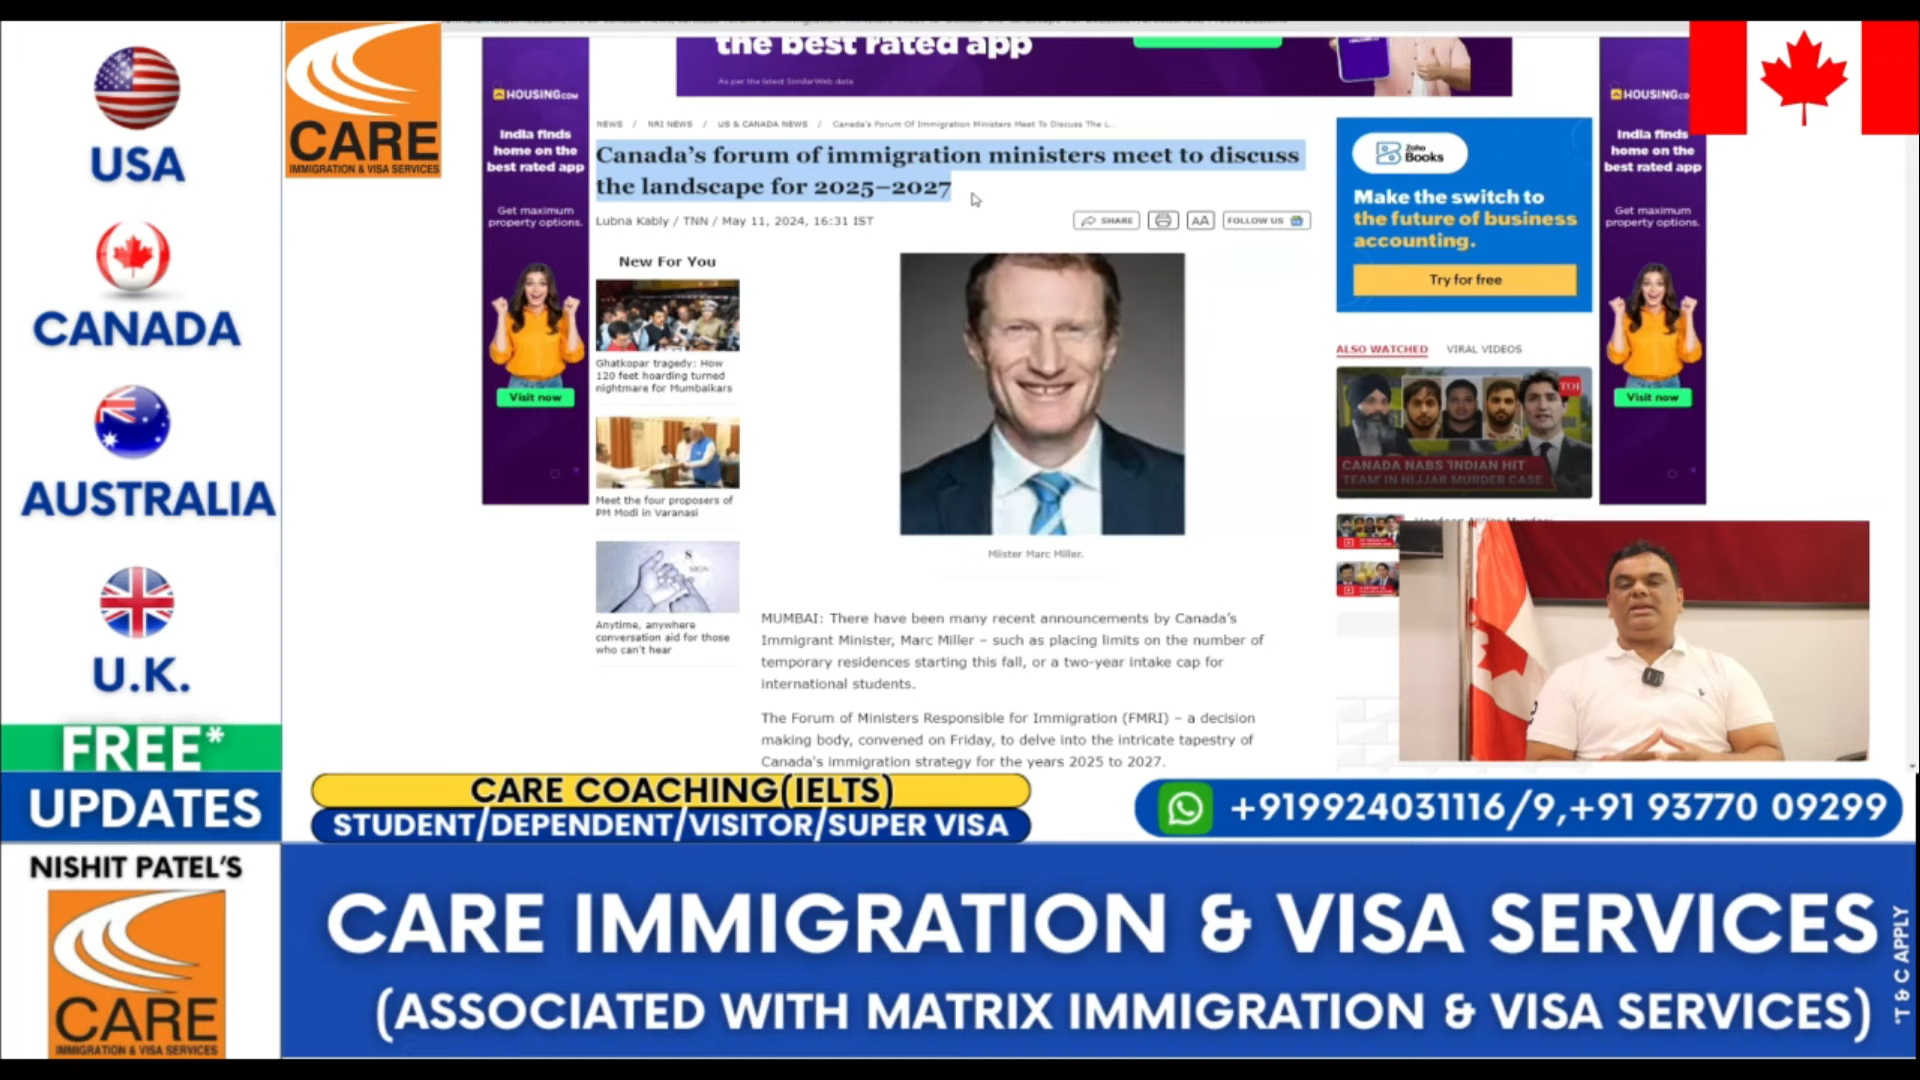 USA
CANADA
AUSTRALIA
U.K.
FREE*
UPDATES
NISHIT PATEL'S
CARE
IMMIGRATION & VISA SERVICES
CARE
IMMIGRATION & VISA SERVICES
the best rated app
As per the latest SimilarWeb data
HOUSING.COM
India finds
home on the
best rated app
Get maximum
property options.
Visit now
NEWS / NRI NEWS / US & CANADA NEWS / Canada's Forum Of Immigration Ministers Meet To Discuss The L...
Canada's forum of immigration ministers meet to discuss
the landscape for 2025–2027
Lubna Kably / TNN / May 11, 2024, 16:31 IST
SHARE
AA
FOLLOW US
New For You
Ghatkopar tragedy: How
120 feet hoarding turned
nightmare for Mumbaikars
Meet the four proposers of
PM Modi in Varanasi
Anytime, anywhere
conversation aid for those
who can't hear
Miister Marc Miller.
MUMBAI: There have been many recent announcements by Canada's
Immigrant Minister, Marc Miller – such as placing limits on the number of
temporary residences starting this fall, or a two-year intake cap for
international students.
The Forum of Ministers Responsible for Immigration (FMRI) – a decision
making body, convened on Friday, to delve into the intricate tapestry of
Canada's immigration strategy for the years 2025 to 2027.
Zoho
Books
Make the switch to
the future of business
accounting.
Try for free
ALSO WATCHED VIRAL VIDEOS
TOI
CANADA NABS 'INDIAN HIT
TEAM' IN NIJJAR MURDER CASE
HOUSING.CO
India finds
home on the
best rated app
Get maximum
property options.
Visit now
CARE COACHING(IELTS)
STUDENT/DEPENDENT/VISITOR/SUPER VISA
+919924031116/9,+91 93770 09299
CARE IMMIGRATION & VISA SERVICES
(ASSOCIATED WITH MATRIX IMMIGRATION & VISA SERVICES)
*T & C APPLY